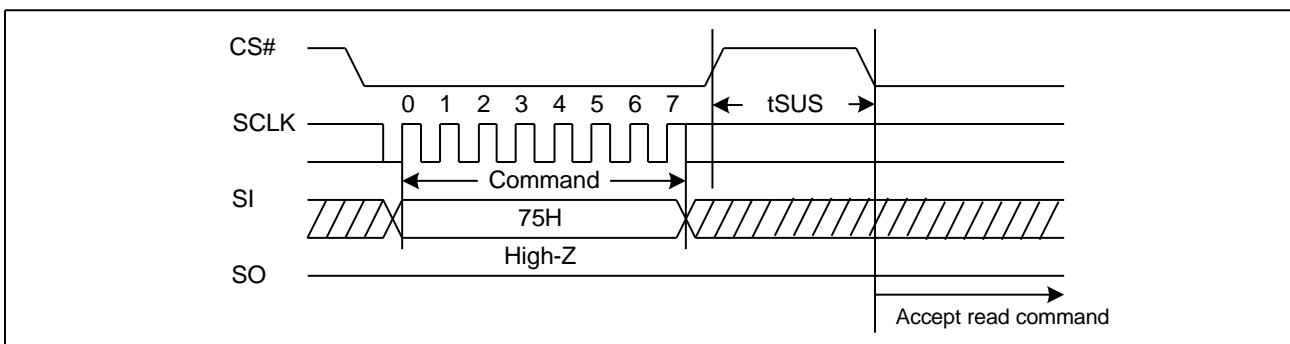 CS#
0 1 2 3 4 5 6 7
tSUS
SCLK
Command
SI
75H
High-Z
SO
Accept read command